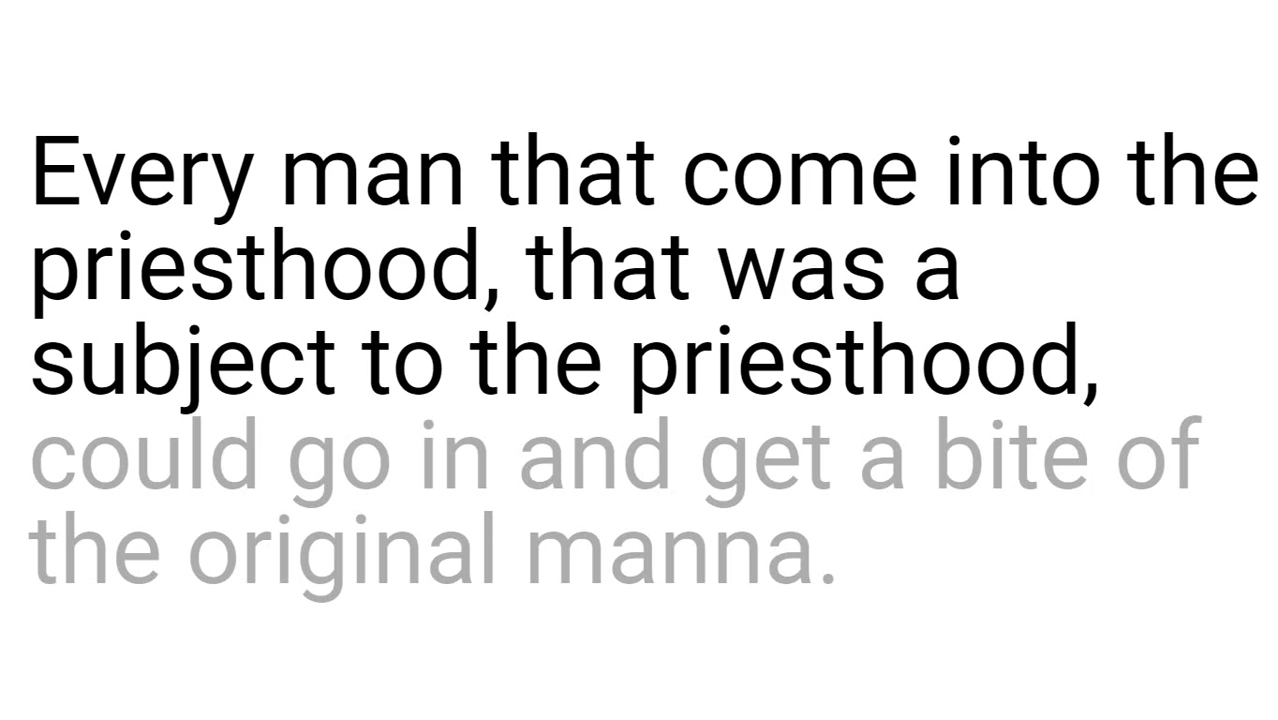 Every man that come into the
priesthood, that was a
subject to the priesthood,
could go in and get a bite of
the original manna.